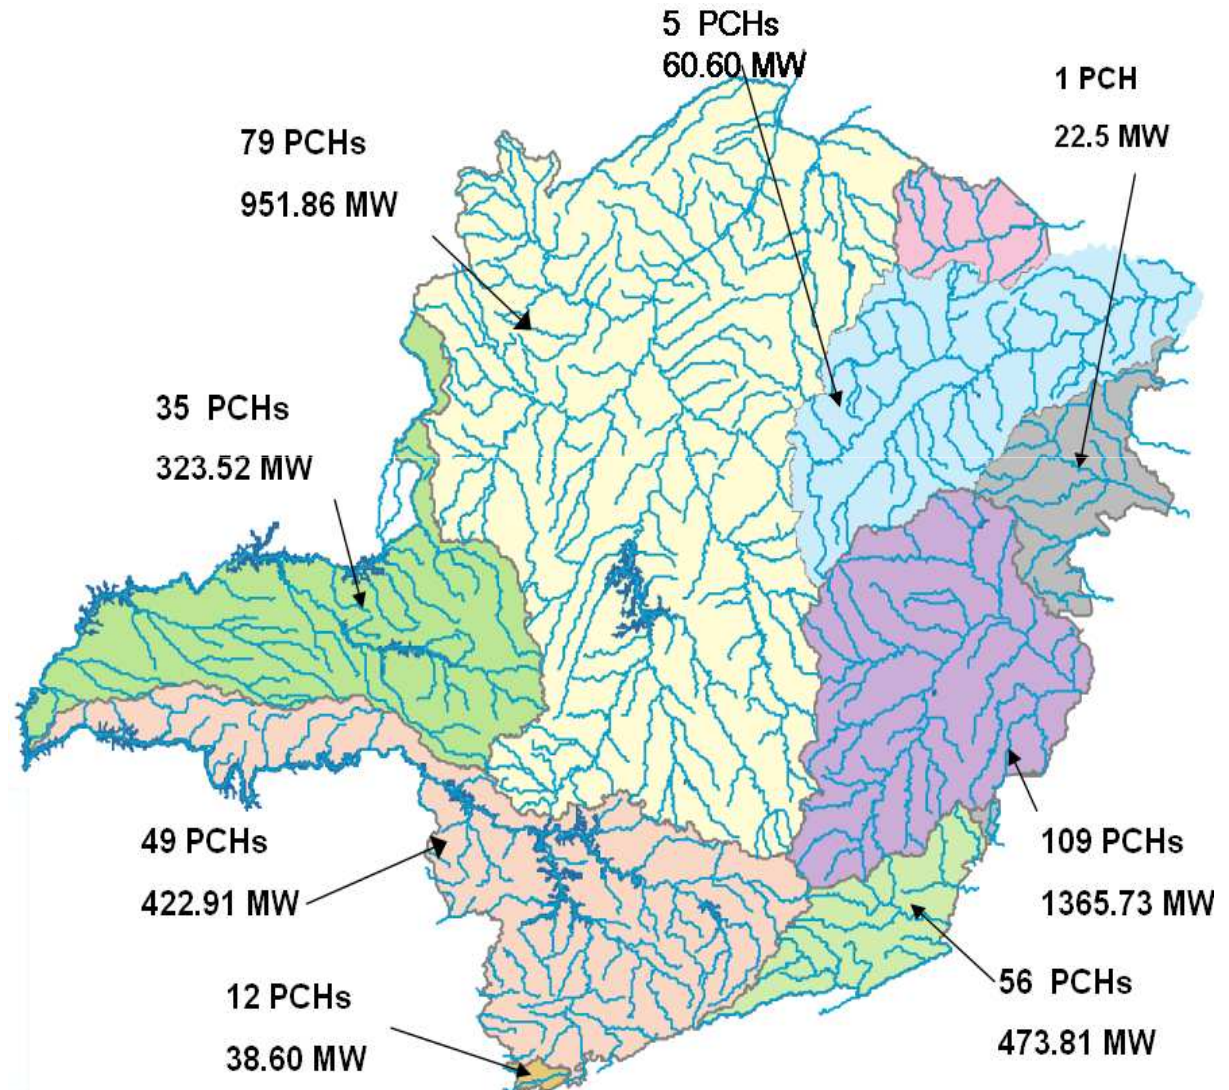 5 PCHs
60.60 MW
1 PCH
22.5 MW
79 PCHs
951.86 MW
35 PCHs
323.52 MW
49 PCHs
422.91 MW
109 PCHs
1365.73 MW
12 PCHs
38.60 MW
56 PCHs
473.81 MW